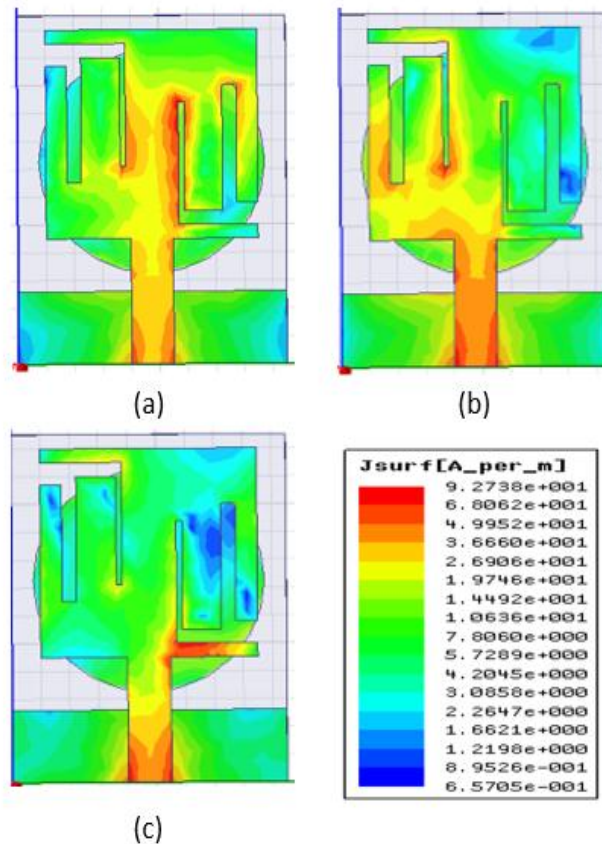 (a)
(b)
(c)
Jsurf[A_per_m]
9.2738e+001
6.8062e+001
4.9952e+001
3.6660e+001
2.6906e+001
1.9746e+001
1.4492e+001
1.0636e+001
7.8060e+000
5.7289e+000
4.2045e+000
3.0858e+000
2.2647e+000
1.6621e+000
1.2198e+000
8.9526e-001
6.5705e-001